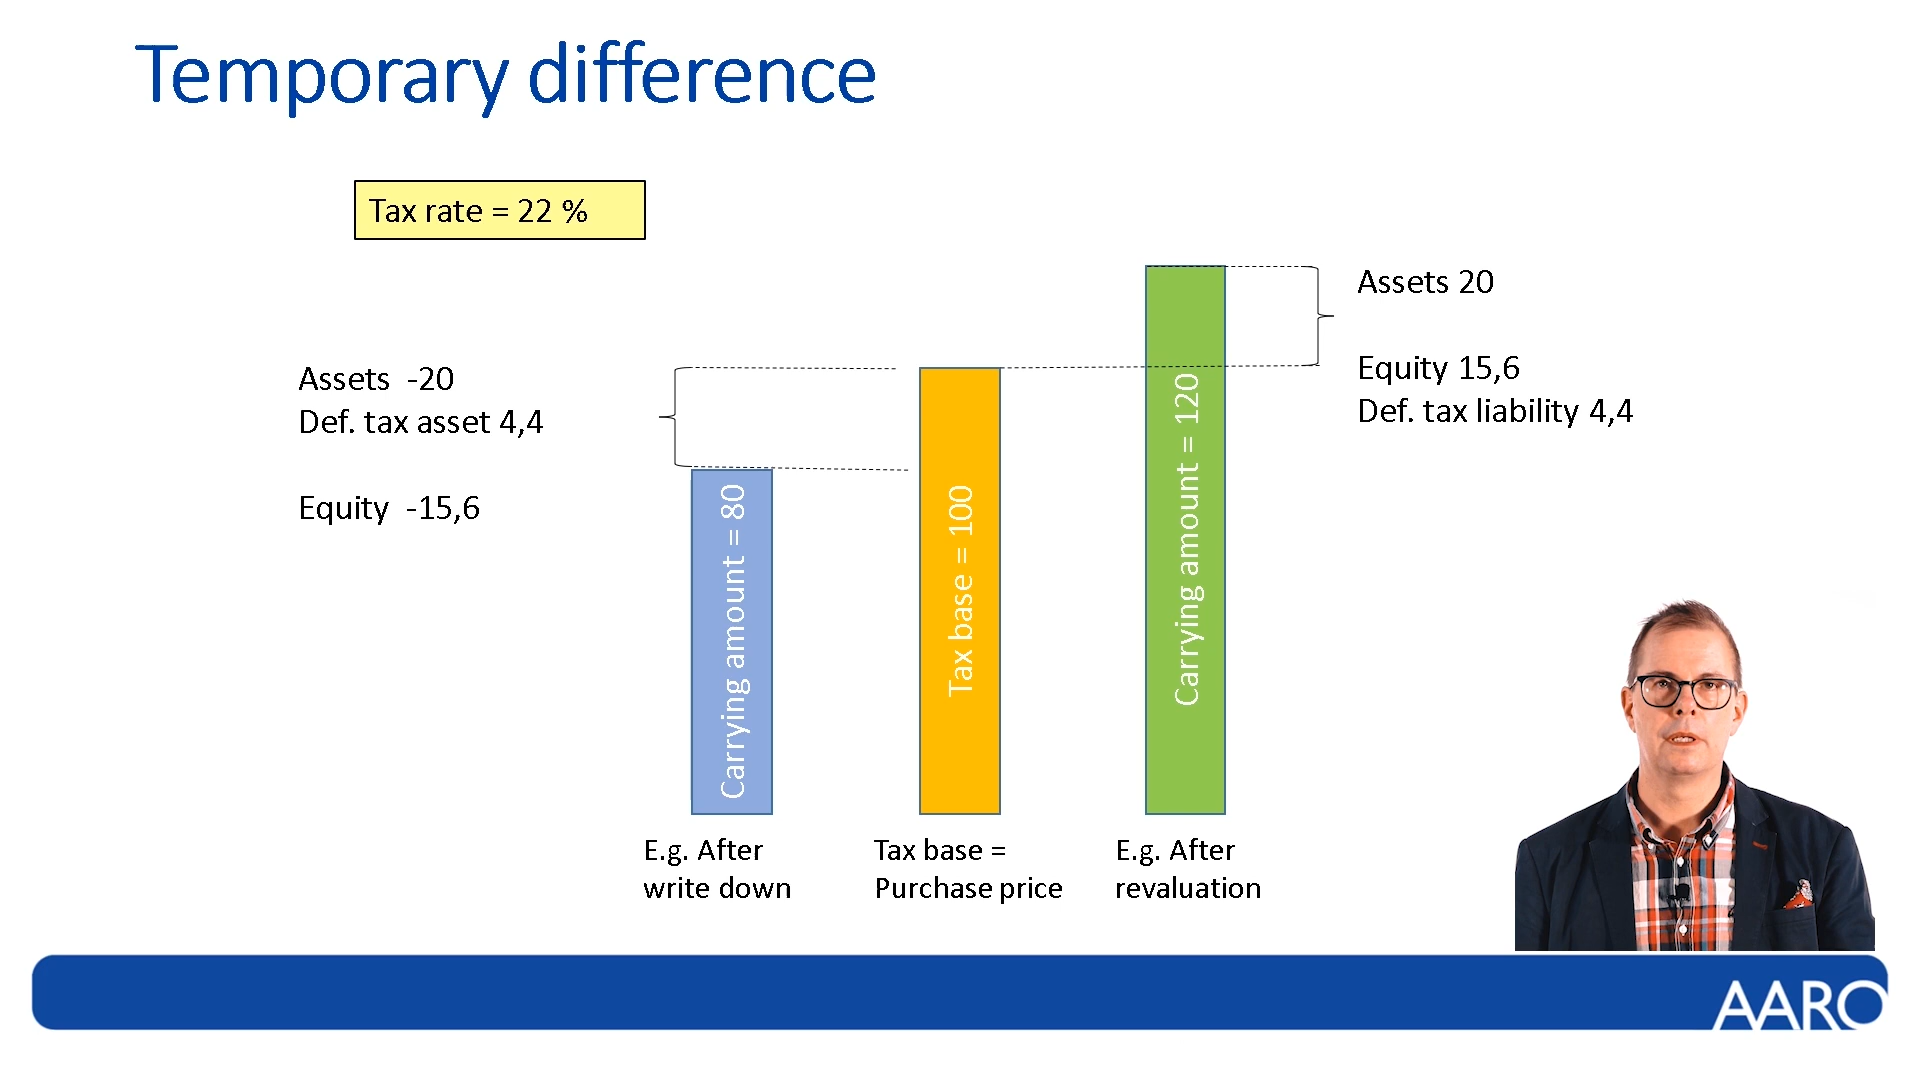 Temporary difference
Tax rate = 22 %
Assets -20
Def. tax asset 4,4
Equity -15,6
Carrying amount = 80
Tax base = 100
Carrying amount = 120
Assets 20
Equity 15,6
Def. tax liability 4,4
E.g. After
write down
Tax base =
Purchase price
E.g. After
revaluation
AARO